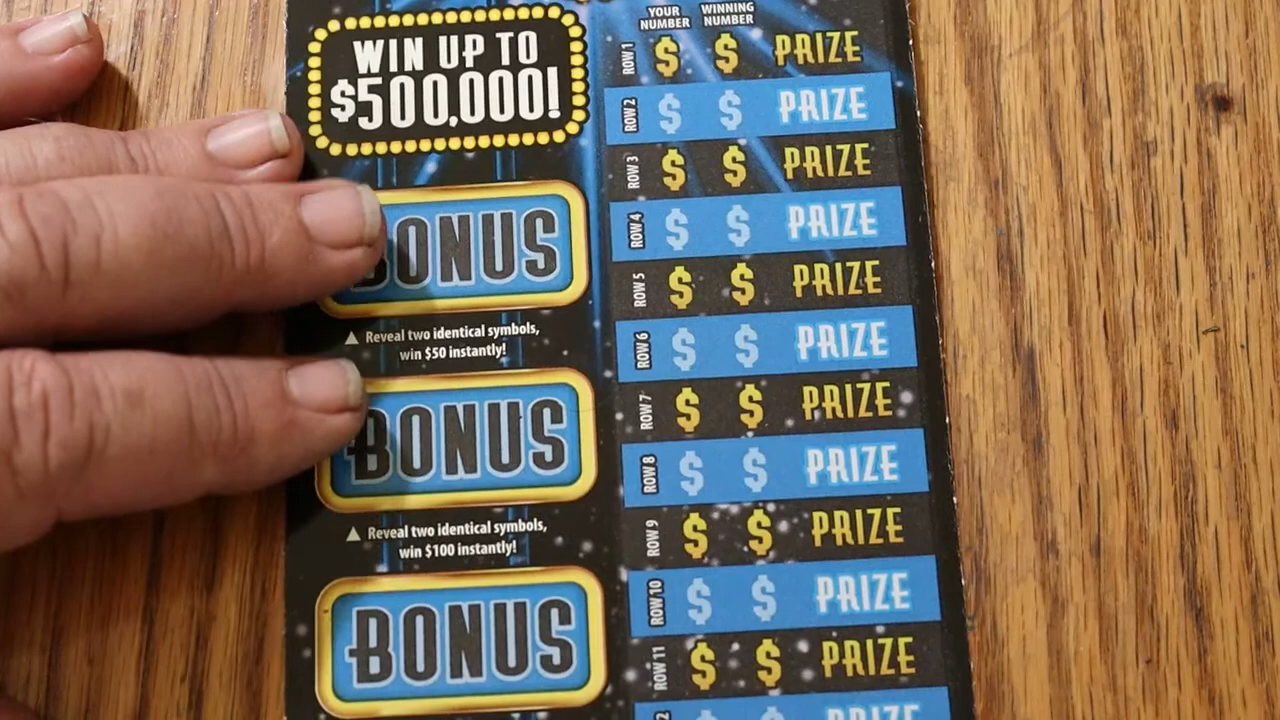 WIN UP TO
$500,000!
BONUS
▲ Reveal two identical symbols,
win $50 instantly!
BONUS
▲ Reveal two identical symbols,
win $100 instantly!
BONUS
YOUR NUMBER WINNING NUMBER
ROW 1 $ $ PRIZE
ROW 2 $ $ PRIZE
ROW 3 $ $ PRIZE
ROW 4 $ $ PRIZE
ROW 5 $ $ PRIZE
ROW 6 $ $ PRIZE
ROW 7 $ $ PRIZE
ROW 8 $ $ PRIZE
ROW 9 $ $ PRIZE
ROW 10 $ $ PRIZE
ROW 11 $ $ PRIZE
2 $ $ PRIZE